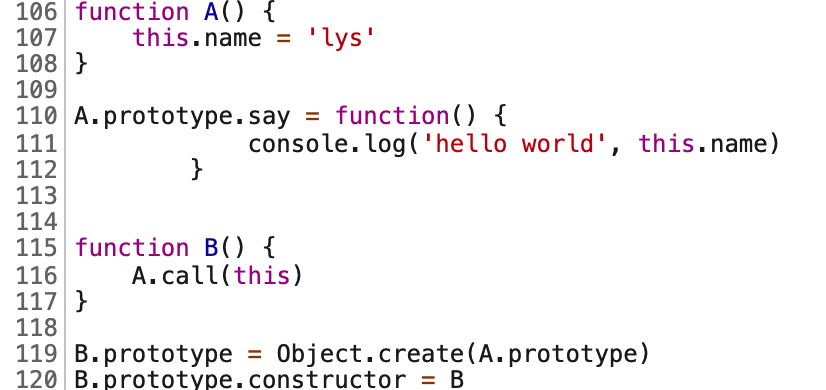 106 function A() {
107     this.name = 'lys'
108 }
109
110 A.prototype.say = function() {
111             console.log('hello world', this.name)
112         }
113
114
115 function B() {
116     A.call(this)
117 }
118
119 B.prototype = Object.create(A.prototype)
120 B.prototype.constructor = B